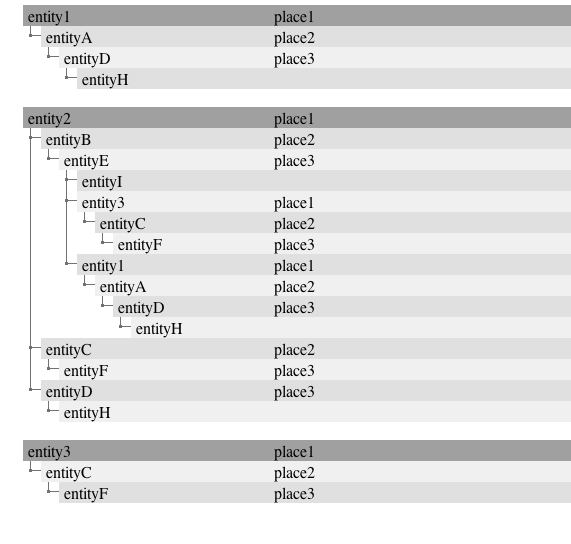 entity1 place1
entityA place2
entityD place3
entityH
entity2 place1
entityB place2
entityE place3
entityI
entity3 place1
entityC place2
entityF place3
entity1 place1
entityA place2
entityD place3
entityH
entityC place2
entityF place3
entityD place3
entityH
entity3 place1
entityC place2
entityF place3